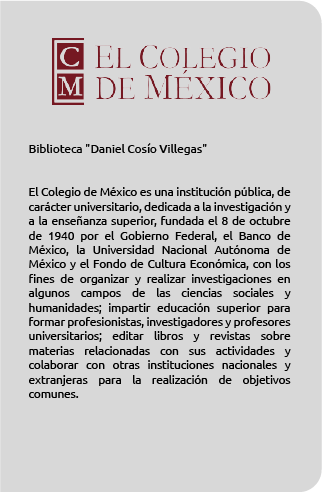 C M
EL COLEGIO
DE MÉXICO
Biblioteca "Daniel Cosío Villegas"
El Colegio de México es una institución pública, de
carácter universitario, dedicada a la investigación y
a la enseñanza superior, fundada el 8 de octubre
de 1940 por el Gobierno Federal, el Banco de
México, la Universidad Nacional Autónoma de
México y el Fondo de Cultura Económica, con los
fines de organizar y realizar investigaciones en
algunos campos de las ciencias sociales y
humanidades; impartir educación superior para
formar profesionistas, investigadores y profesores
universitarios; editar libros y revistas sobre
materias relacionadas con sus actividades y
colaborar con otras instituciones nacionales y
extranjeras para la realización de objetivos
comunes.